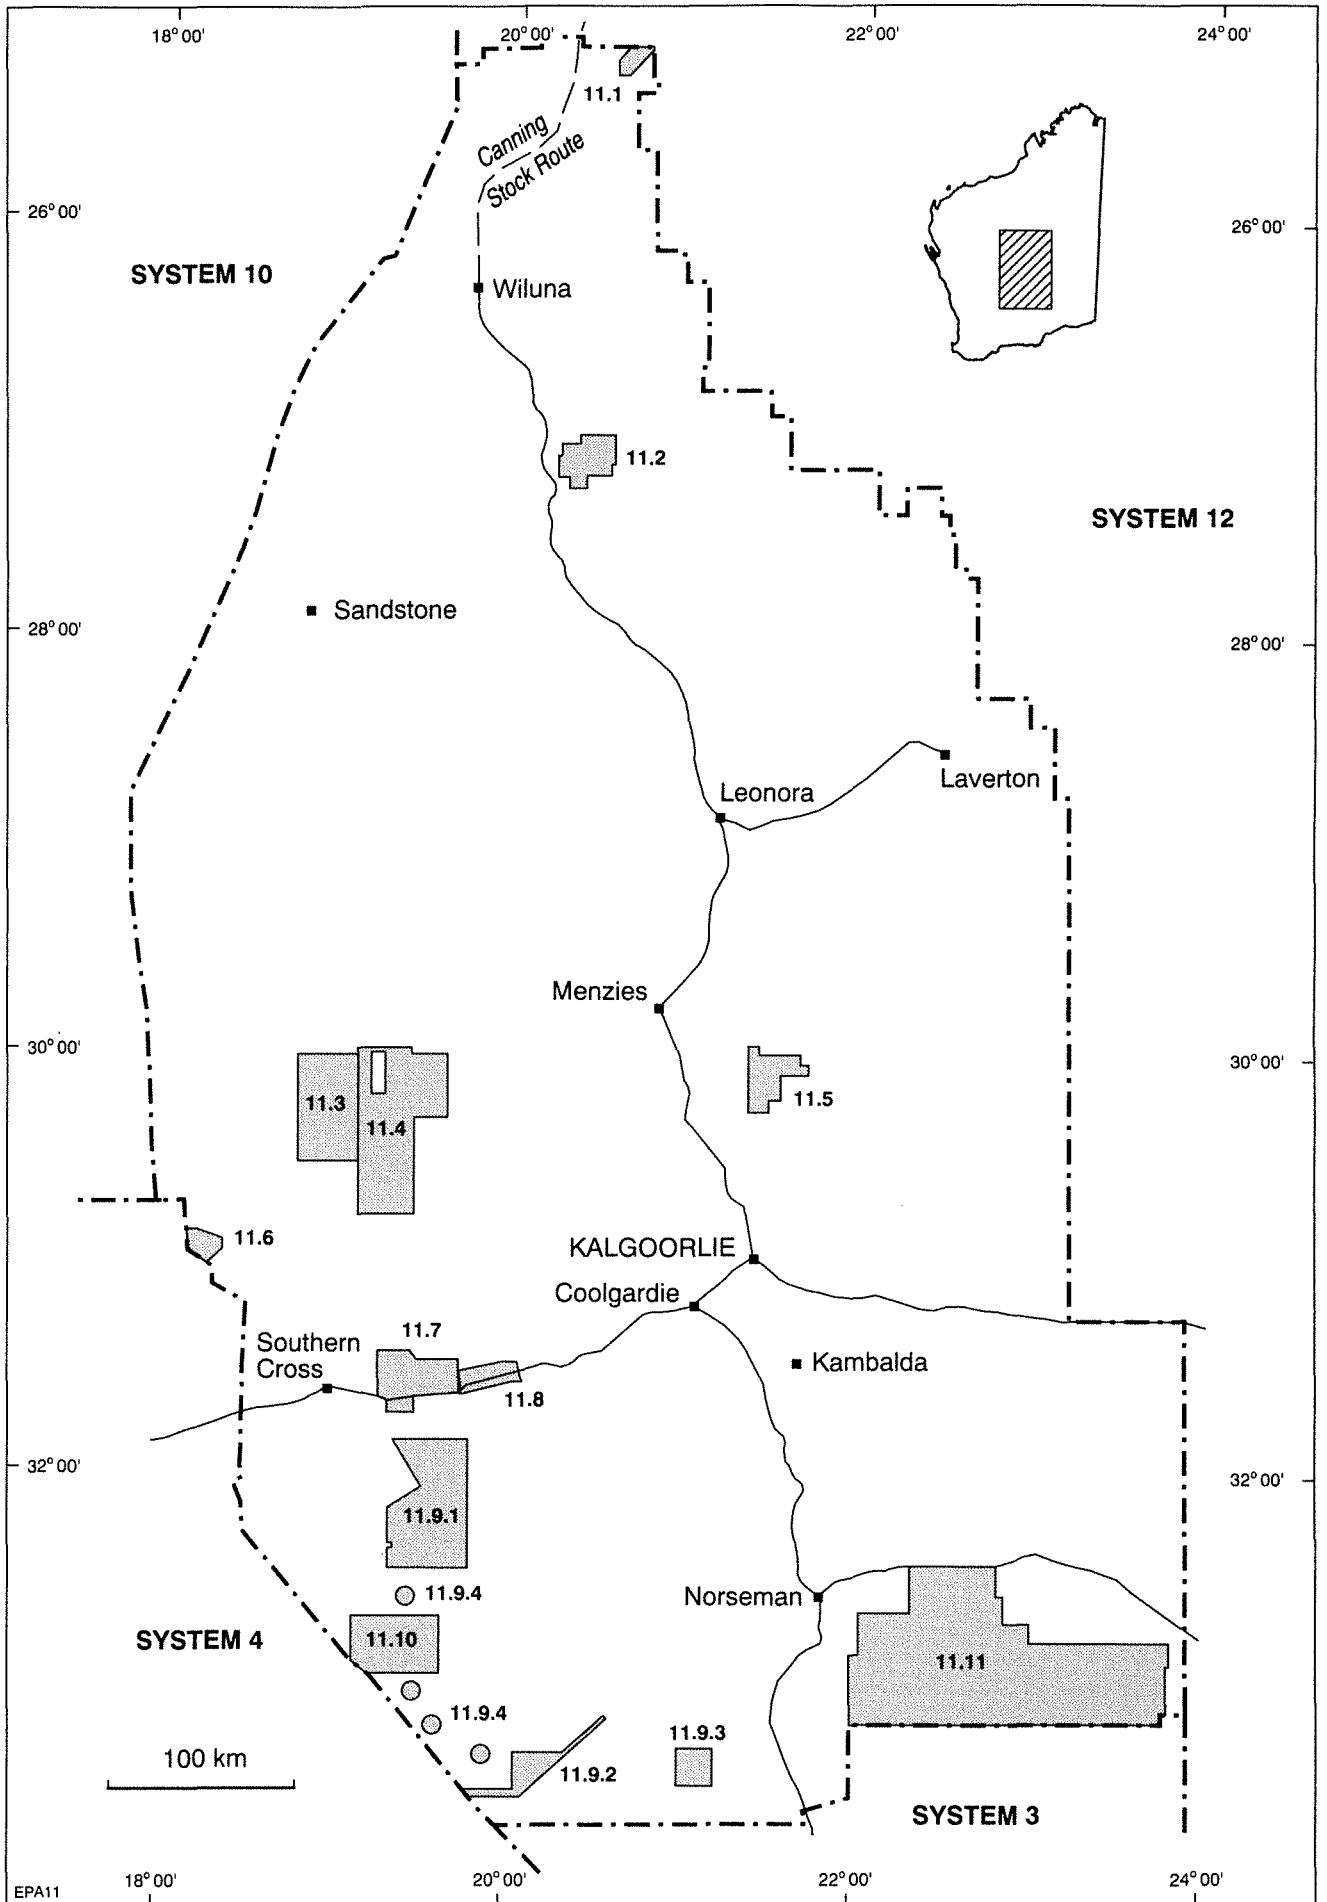 18° 00'
20° 00'
22° 00'
24° 00'
11.1
Canning
Stock Route
26° 00'
26° 00'
SYSTEM 10
Wiluna
11.2
SYSTEM 12
Sandstone
28° 00'
28° 00'
Laverton
Leonora
Menzies
30° 00'
30° 00'
11.3
11.4
11.5
11.6
KALGOORLIE
Coolgardie
11.7
Southern
Cross
Kambalda
11.8
32° 00'
32° 00'
11.9.1
11.9.4
Norseman
SYSTEM 4
11.10
11.11
11.9.4
11.9.3
100 km
11.9.2
SYSTEM 3
18° 00'
20° 00'
22° 00'
24° 00'
EPA11